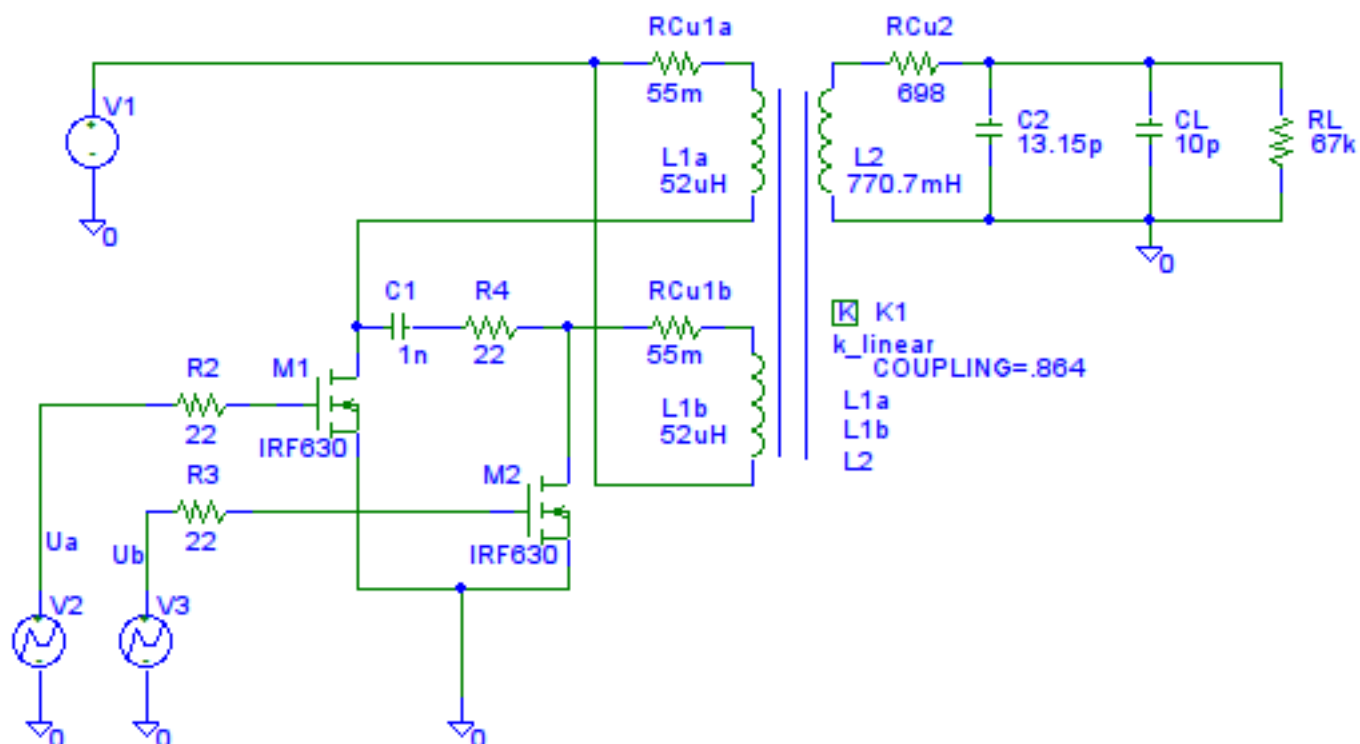 RCu1a
RCu2
V1
55m
698
C2
13.15p
CL
10p
RL
67k
L1a
52uH
L2
770.7mH
0
0
C1
R4
RCu1b
K K1
k_linear
COUPLING=.864
1n
22
55m
R2
M1
L1a
L1b
L2
L1b
52uH
22
IRF630
R3
M2
22
IRF630
Ua
Ub
V2
V3
0
0
0